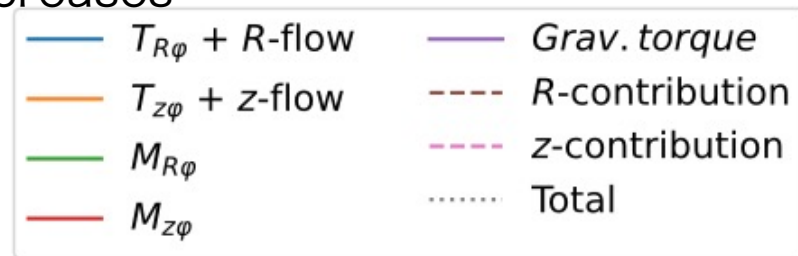 T_{Rφ} + R-flow
T_{zφ} + z-flow
M_{Rφ}
M_{zφ}
Grav. torque
R-contribution
z-contribution
Total